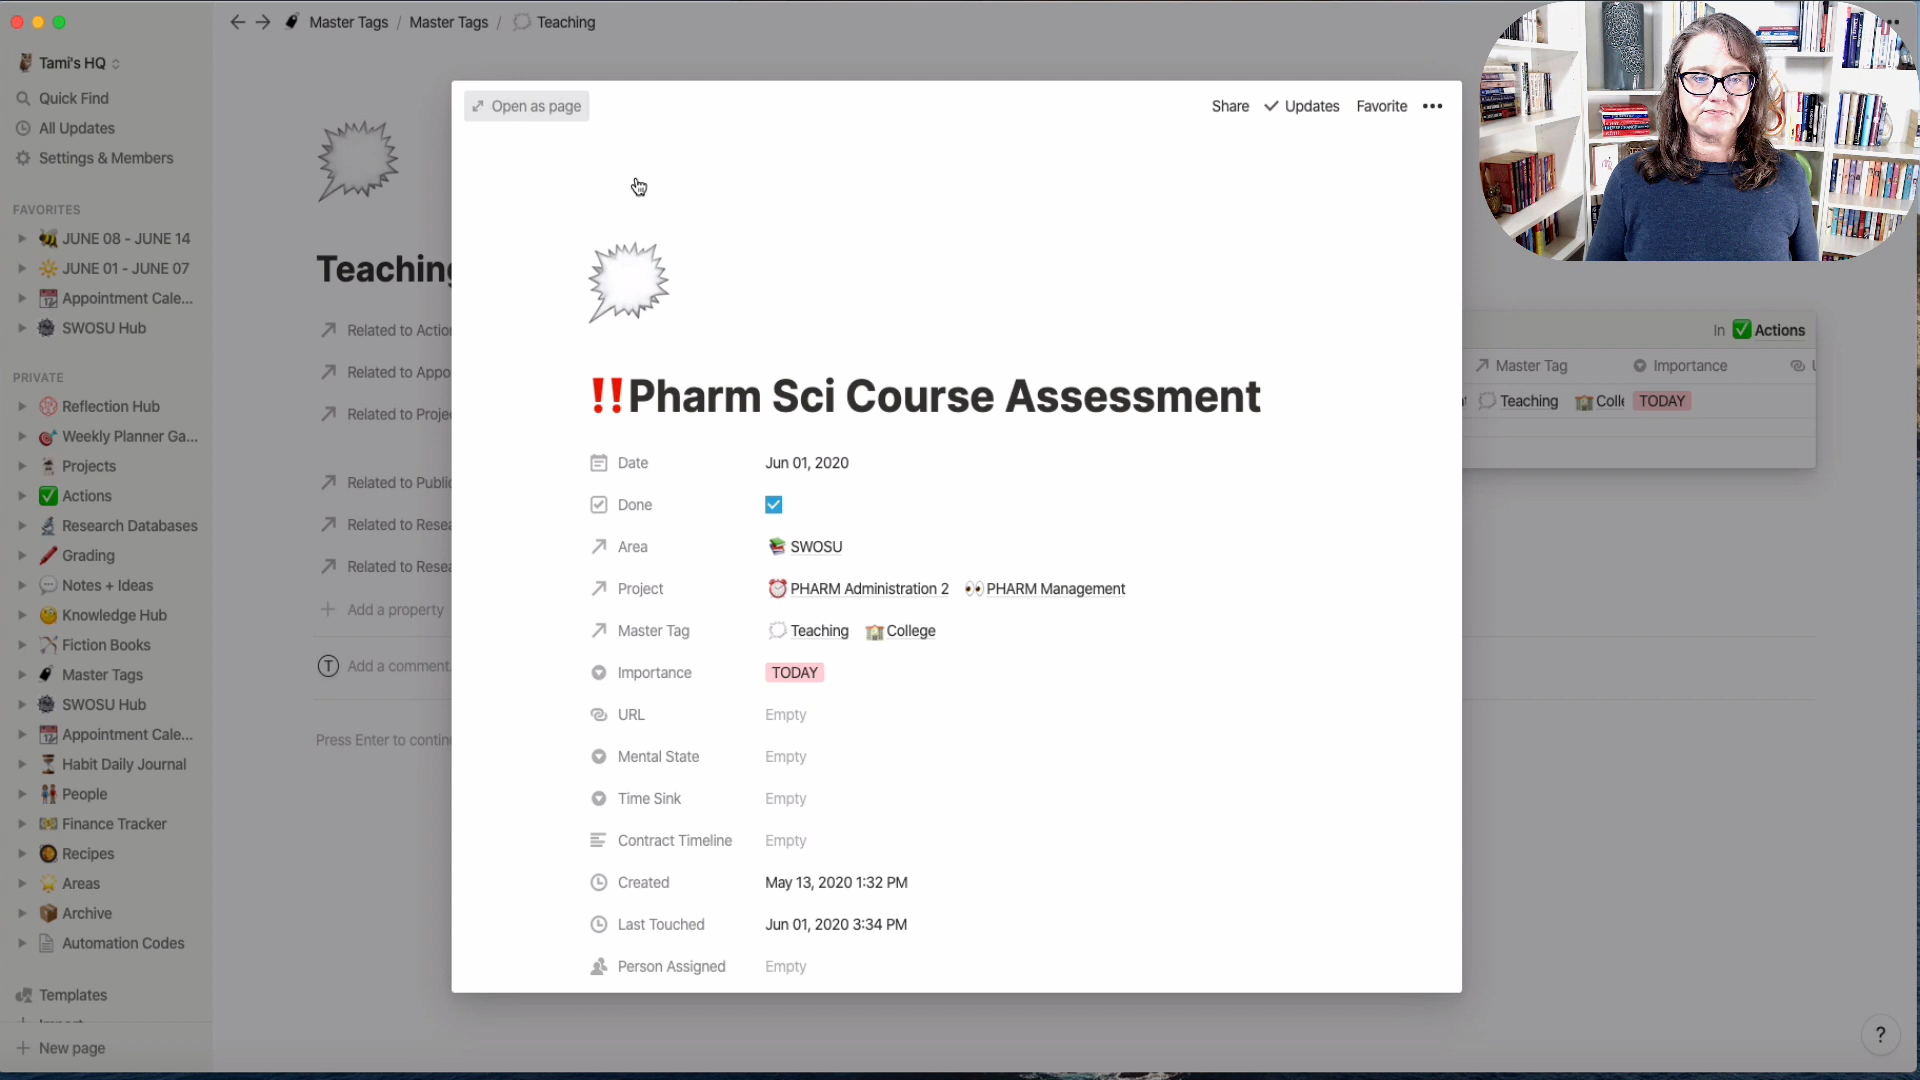 Master Tags / Master Tags / Teaching
Tami's HQ
Quick Find
All Updates
Settings & Members
FAVORITES
JUNE 08 - JUNE 14
JUNE 01 - JUNE 07
Appointment Cale...
SWOSU Hub
PRIVATE
Reflection Hub
Weekly Planner Ga...
Projects
Actions
Research Databases
Grading
Notes + Ideas
Knowledge Hub
Fiction Books
Master Tags
SWOSU Hub
Appointment Cale...
Habit Daily Journal
People
Finance Tracker
Recipes
Areas
Archive
Automation Codes
Templates
New page
Teaching
Related to Actio
Related to Appo
Related to Proje
Related to Public
Related to Resea
Related to Resea
Add a property
T Add a comment.
Press Enter to contin
Open as page
Share Updates Favorite •••
‼Pharm Sci Course Assessment
Date Jun 01, 2020
Done
Area SWOSU
Project PHARM Administration 2 PHARM Management
Master Tag Teaching College
Importance TODAY
URL Empty
Mental State Empty
Time Sink Empty
Contract Timeline Empty
Created May 13, 2020 1:32 PM
Last Touched Jun 01, 2020 3:34 PM
Person Assigned Empty
In Actions
Master Tag Importance
Teaching Colle TODAY
?